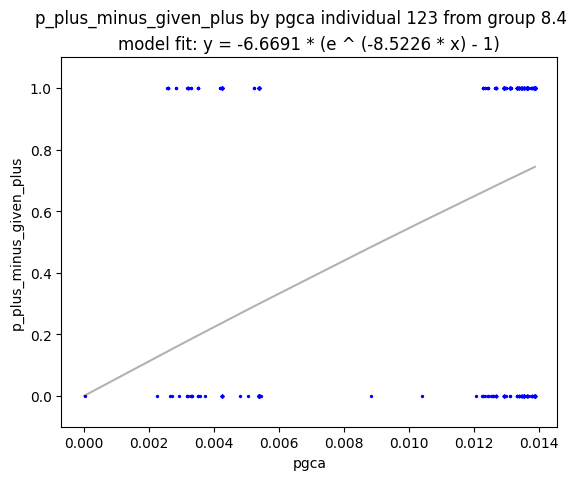 p_plus_minus_given_plus by pgca individual 123 from group 8.4
model fit: y = -6.6691 * (e ^ (-8.5226 * x) - 1)
p_plus_minus_given_plus
1.0
0.8
0.6
0.4
0.2
0.0
0.000 0.002 0.004 0.006 0.008 0.010 0.012 0.014
pgca